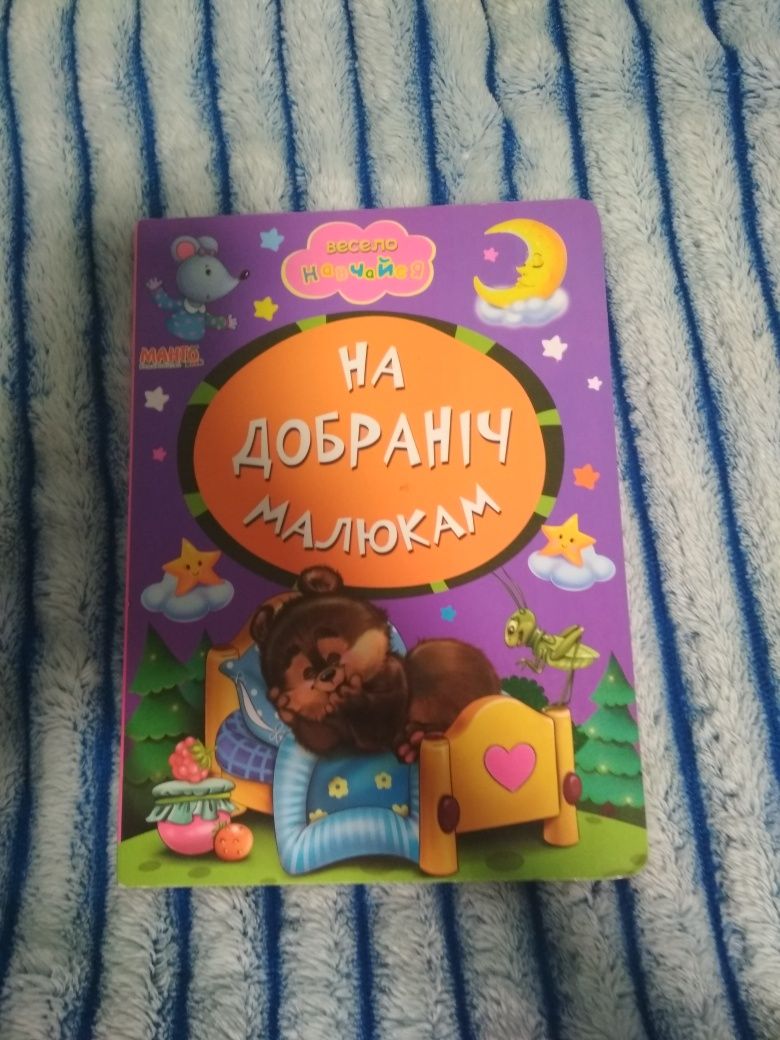 весело
навчайся
МАНГО
НА
ДОБРАНІЧ
МАЛЮКАМ